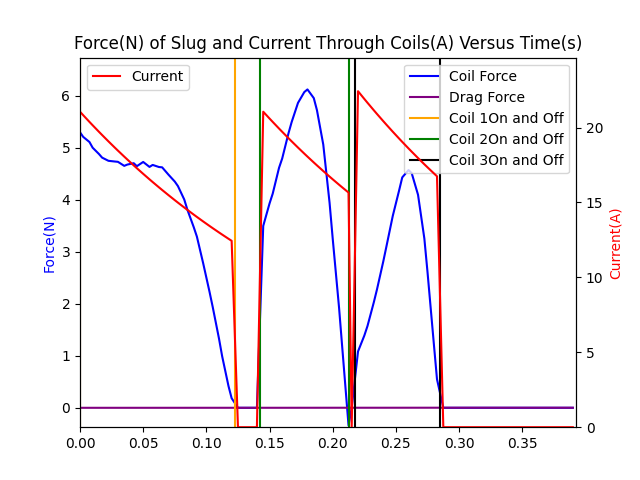 Force(N) of Slug and Current Through Coils(A) Versus Time(s)
Current
Coil Force
Drag Force
Coil 1On and Off
Coil 2On and Off
Coil 3On and Off
Force(N)
6
5
4
3
2
1
0
Current(A)
20
15
10
5
0
0.00 0.05 0.10 0.15 0.20 0.25 0.30 0.35